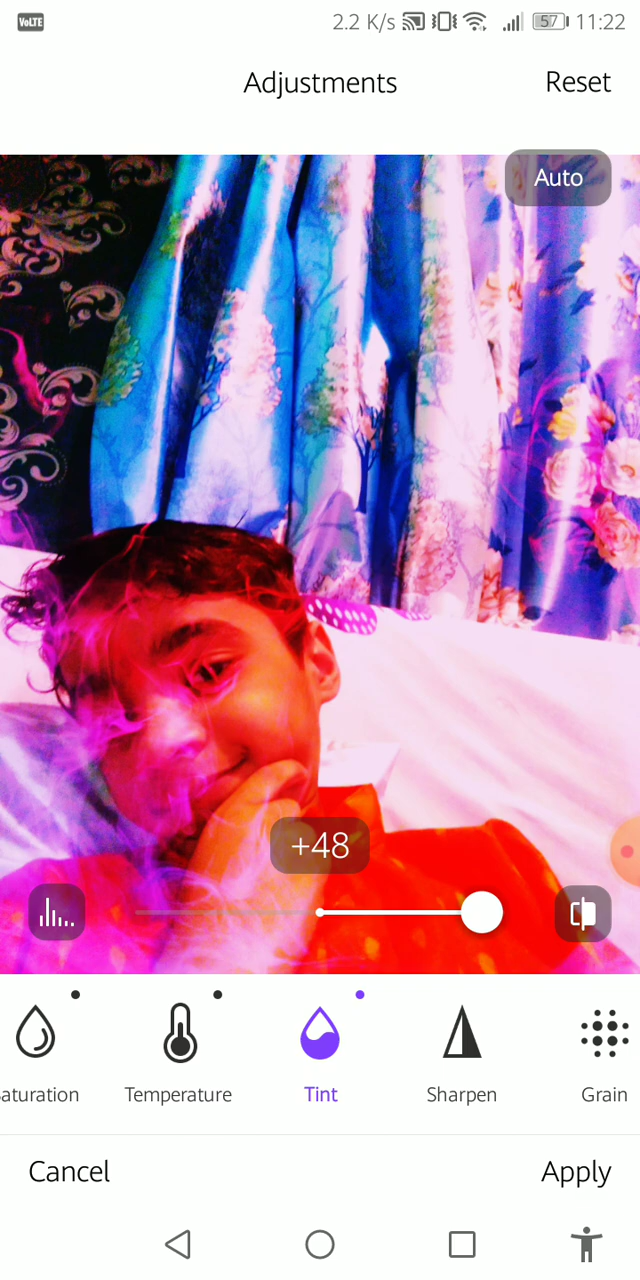 VoLTE 2.2 K/s 57 11:22
Adjustments Reset
Auto
+48
aturation Temperature Tint Sharpen Grain
Cancel Apply